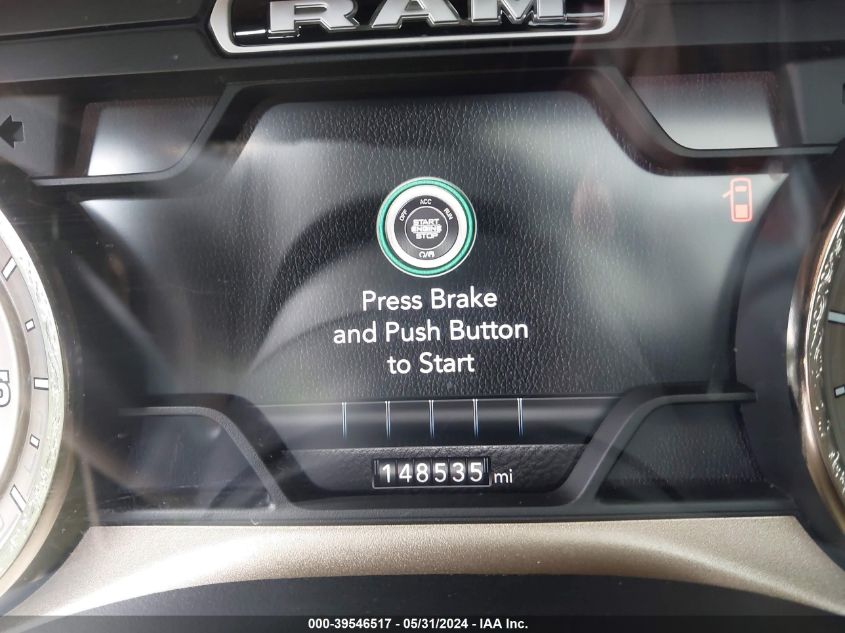 RAM
OFF ACC RUN
START
ENGINE
STOP
Press Brake
and Push Button
to Start
5
148535 mi
000-39546517 — 05/31/2024 — IAA Inc.